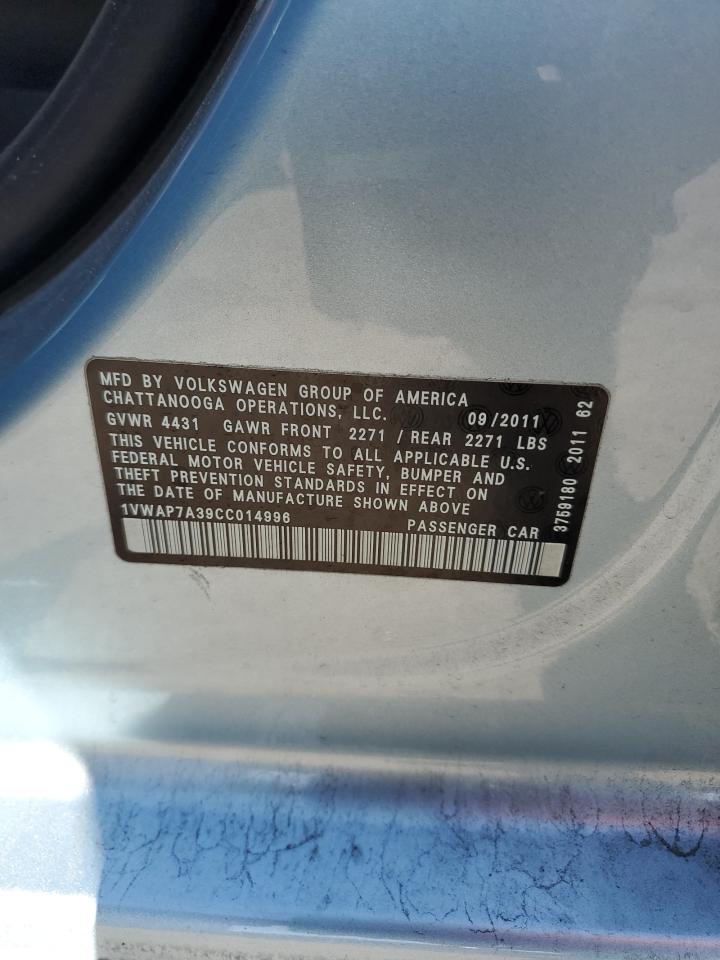 MFD BY VOLKSWAGEN GROUP OF AMERICA
CHATTANOOGA OPERATIONS, LLC. 09/2011
GVWR 4431 GAWR FRONT 2271 / REAR 2271 LBS
THIS VEHICLE CONFORMS TO ALL APPLICABLE U.S.
FEDERAL MOTOR VEHICLE SAFETY, BUMPER AND
THEFT PREVENTION STANDARDS IN EFFECT ON
THE DATE OF MANUFACTURE SHOWN ABOVE
1VWAP7A39CC014996 PASSENGER CAR
3759180 2011 62